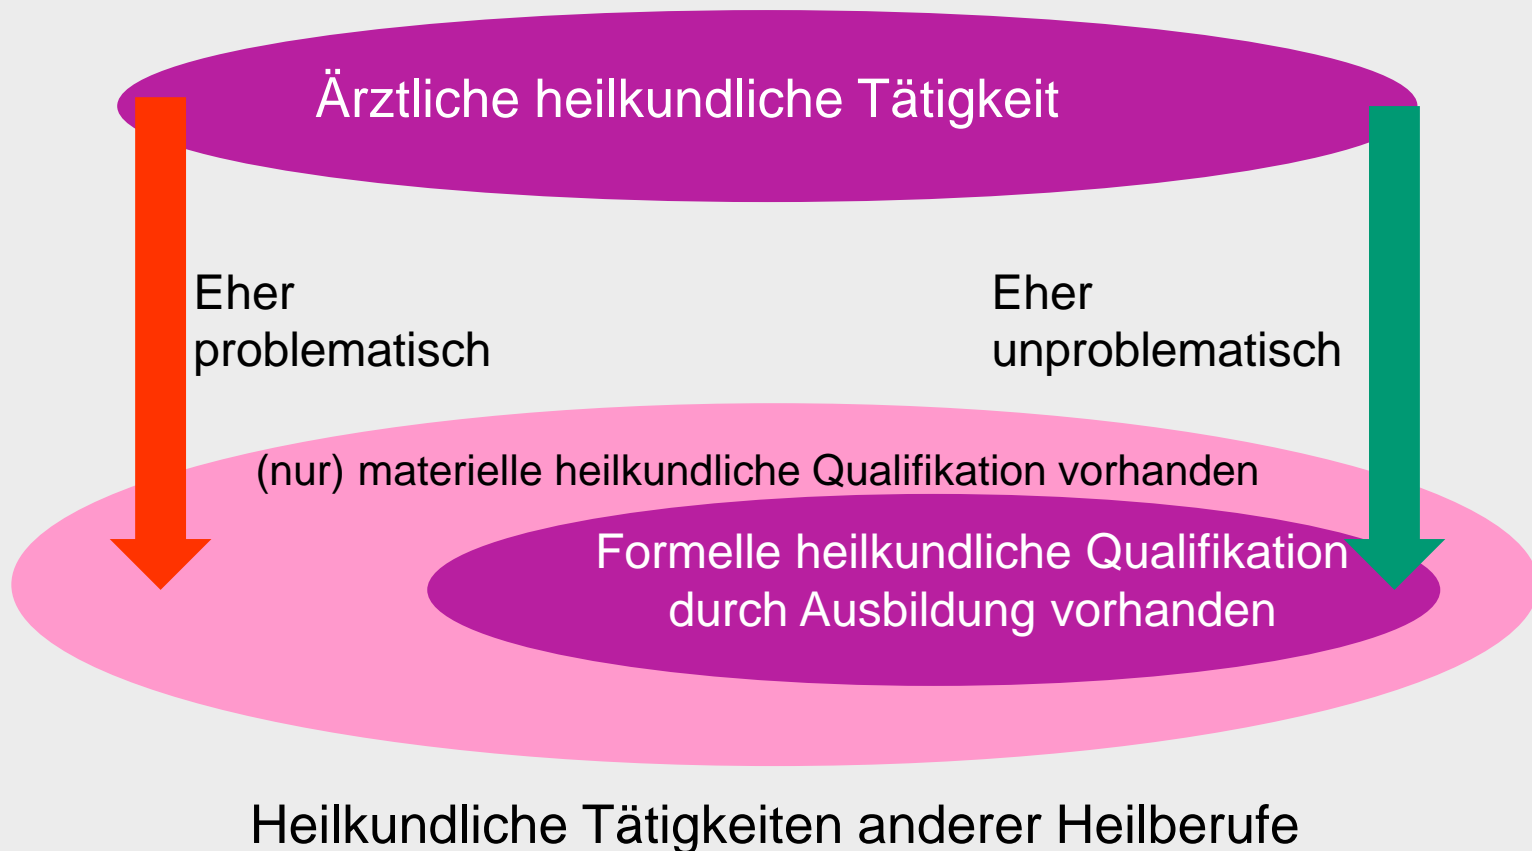 Ärztliche heilkundliche Tätigkeit
Eher
problematisch
Eher
unproblematisch
(nur) materielle heilkundliche Qualifikation vorhanden
Formelle heilkundliche Qualifikation
durch Ausbildung vorhanden
Heilkundliche Tätigkeiten anderer Heilberufe